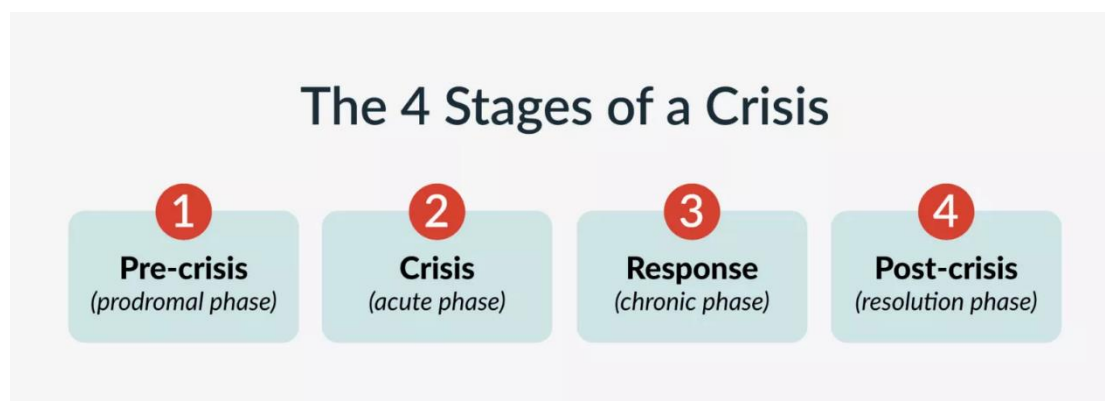 The 4 Stages of a Crisis
1
Pre-crisis
(prodromal phase)
2
Crisis
(acute phase)
3
Response
(chronic phase)
4
Post-crisis
(resolution phase)